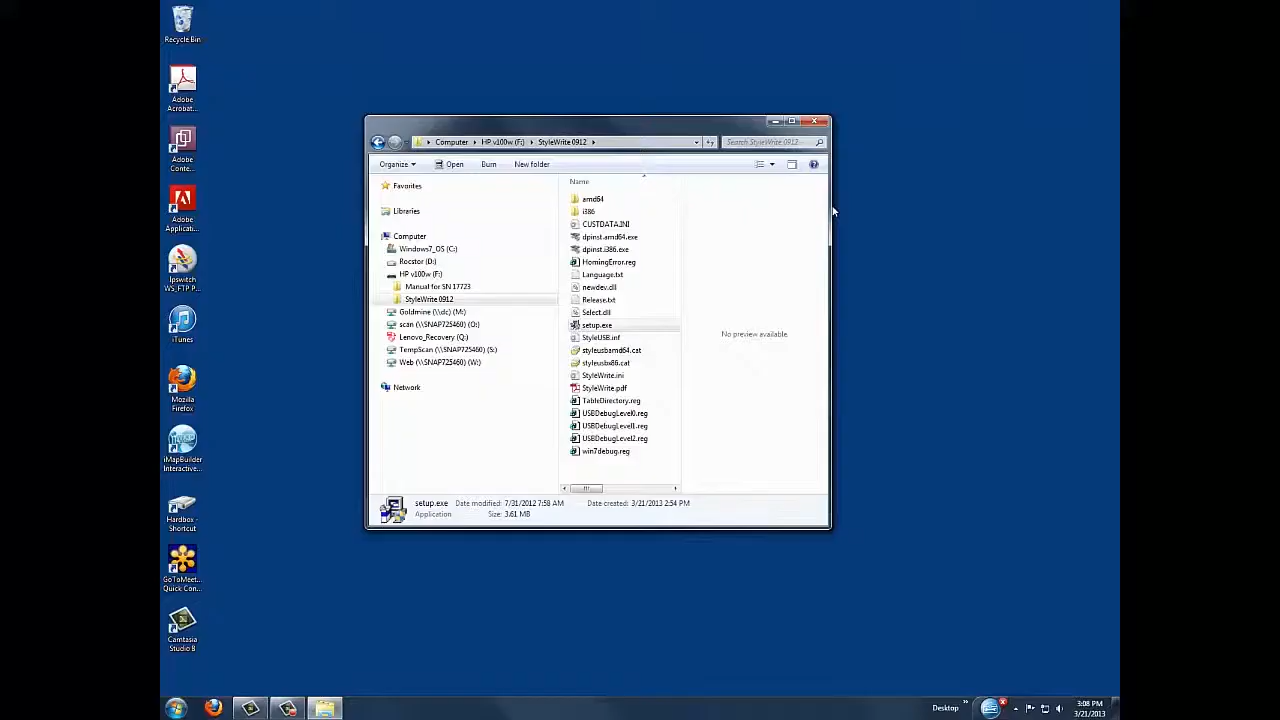 Recycle Bin
Adobe
Acrobat...
Adobe
Conte...
Adobe
Applicatio...
Ipswitch
WS_FTP P...
iTunes
Mozilla
Firefox
iMapBuilder
Interactive...
Hardbox -
Shortcut
GoToMeet...
Quick Con...
Camtasia
Studio 8
Computer HP v100w (F:) StyleWrite 0912
Search StyleWrite 0912
Organize Open Burn New folder
Favorites
Libraries
Computer
Windows7_OS (C:)
Rocstor (D:)
HP v100w (F:)
Manual for SN 17723
StyleWrite 0912
Goldmine (\\dc) (M:)
scan (\\SNAP725460) (O:)
Lenovo_Recovery (Q:)
TempScan (\\SNAP725460) (S:)
Web (\\SNAP725460) (W:)
Network
Name
amd64
i386
CUSTDATA.INI
dpinst.amd64.exe
dpinst.i386.exe
HomingError.reg
Language.txt
newdev.dll
Release.txt
Select.dll
setup.exe
StyleUSB.inf
styleusbamd64.cat
styleusbx86.cat
StyleWrite.ini
StyleWrite.pdf
TableDirectory.reg
USBDebugLevel0.reg
USBDebugLevel1.reg
USBDebugLevel2.reg
win7debug.reg
No preview available.
setup.exe Date modified: 7/31/2012 7:58 AM Date created: 3/21/2013 2:54 PM
Application Size: 3.61 MB
Desktop
3:08 PM
3/21/2013